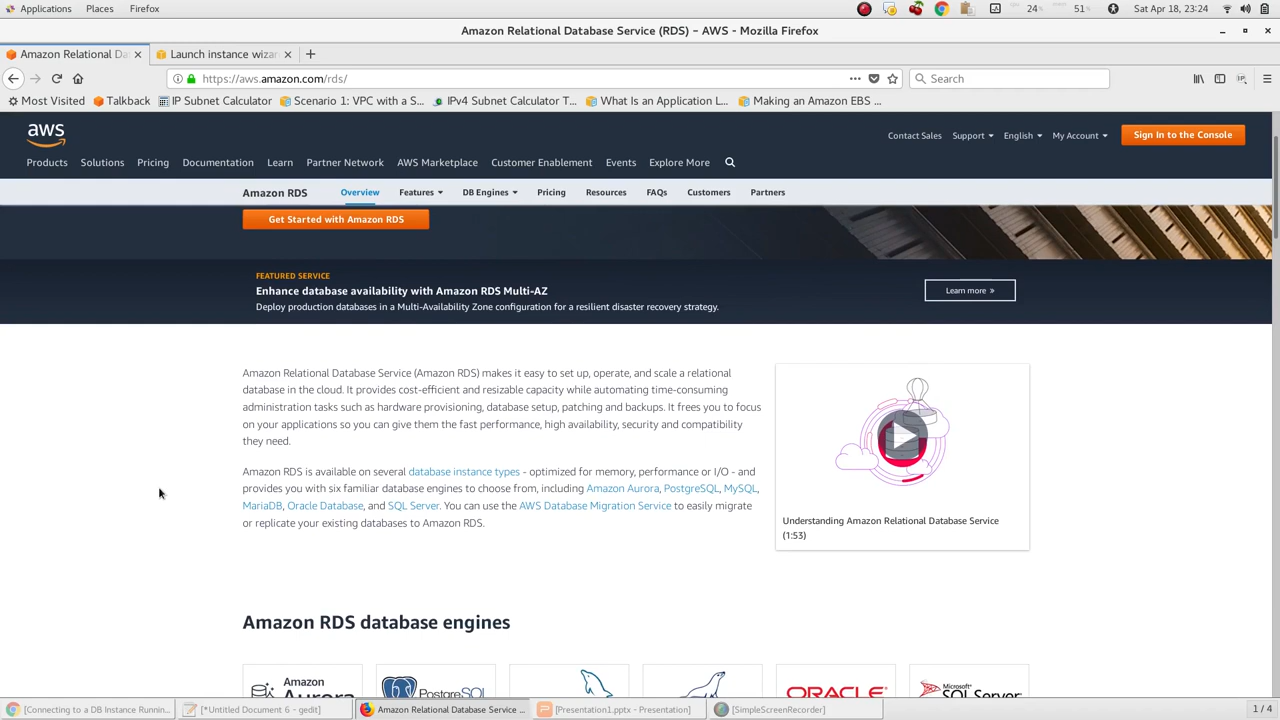 Applications Places Firefox 24% 51% Sat Apr 18, 23:24
Amazon Relational Database Service (RDS) – AWS - Mozilla Firefox
Amazon Relational Da Launch instance wizar
https://aws.amazon.com/rds/ Search
Most Visited Talkback IP Subnet Calculator Scenario 1: VPC with a S... IPv4 Subnet Calculator T... What Is an Application L... Making an Amazon EBS ...
aws Contact Sales Support English My Account Sign In to the Console
Products Solutions Pricing Documentation Learn Partner Network AWS Marketplace Customer Enablement Events Explore More
Amazon RDS Overview Features DB Engines Pricing Resources FAQs Customers Partners
Get Started with Amazon RDS
FEATURED SERVICE
Enhance database availability with Amazon RDS Multi-AZ
Learn more »
Deploy production databases in a Multi-Availability Zone configuration for a resilient disaster recovery strategy.
Amazon Relational Database Service (Amazon RDS) makes it easy to set up, operate, and scale a relational
database in the cloud. It provides cost-efficient and resizable capacity while automating time-consuming
administration tasks such as hardware provisioning, database setup, patching and backups. It frees you to focus
on your applications so you can give them the fast performance, high availability, security and compatibility
they need.
Amazon RDS is available on several database instance types - optimized for memory, performance or I/O - and
provides you with six familiar database engines to choose from, including Amazon Aurora, PostgreSQL, MySQL,
MariaDB, Oracle Database, and SQL Server. You can use the AWS Database Migration Service to easily migrate
or replicate your existing databases to Amazon RDS.
Understanding Amazon Relational Database Service
(1:53)
Amazon RDS database engines
Amazon
Aurora PostgreSQL ORACLE Microsoft SQL Server
[Connecting to a DB Instance Runnin... [*Untitled Document 6 - gedit] Amazon Relational Database Service ... [Presentation1.pptx - Presentation] [SimpleScreenRecorder] 1 / 4